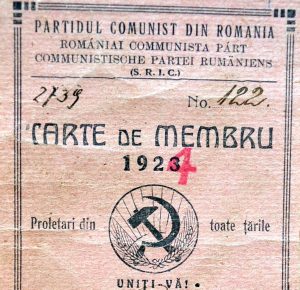 PARTIDUL COMUNIST DIN ROMANIA
ROMÂNIAI COMMUNISTA PÁRT
COMMUNISTISCHE PARTEI RUMÄNIENS
(S. R. I. C.)
2739 No. 122.
CARTE DE MEMBRU
1923 4
Proletari din toate țările
UNIȚI-VĂ!